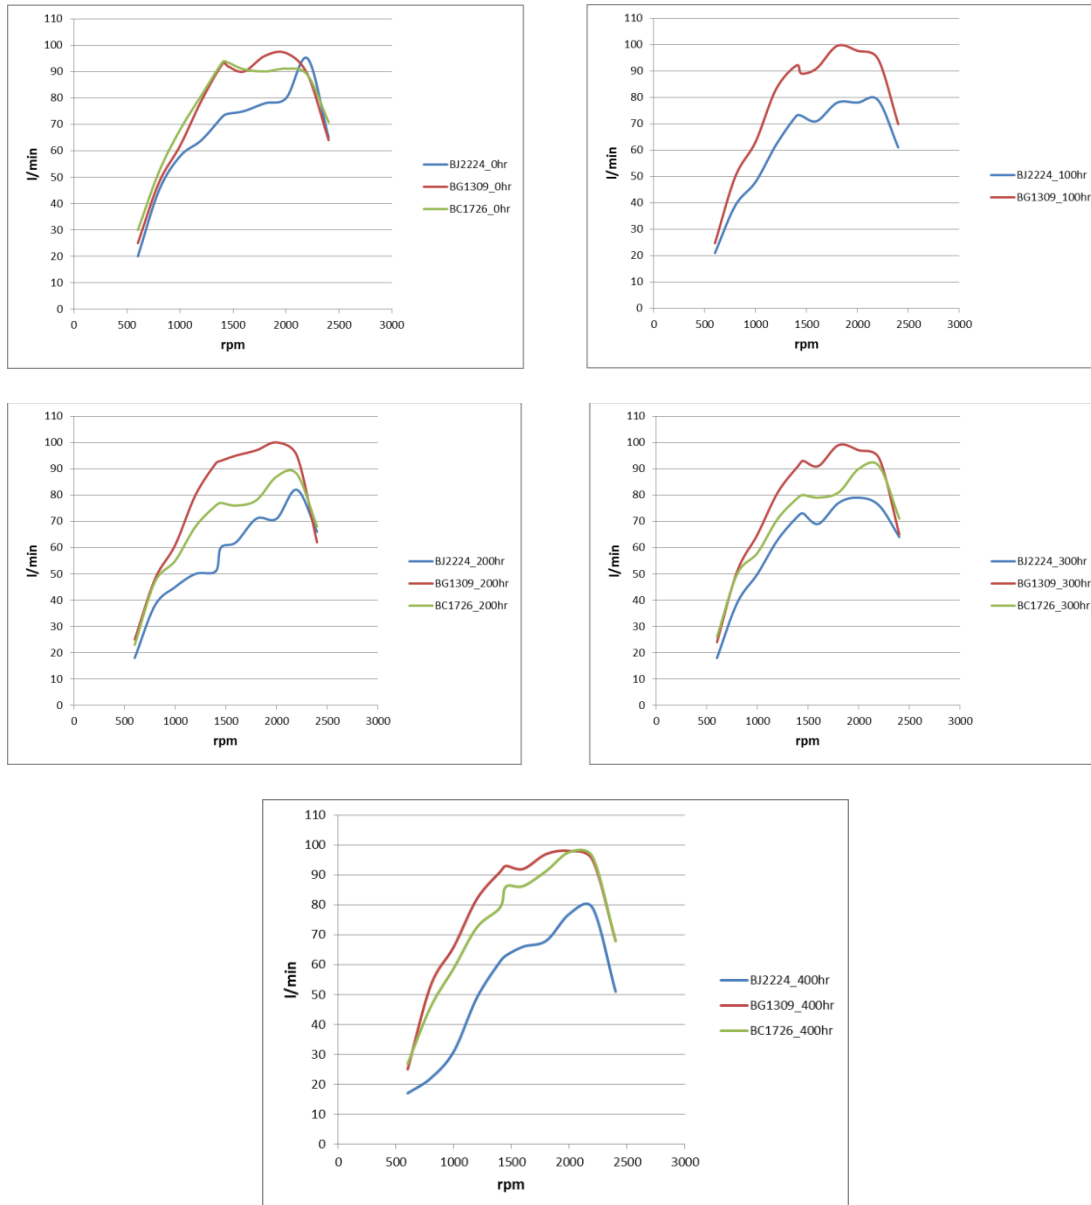 110
100
90
80
70
60
50
40
30
20
10
0
l/min
0 500 1000 1500 2000 2500 3000
rpm
BJ2224_0hr
BG1309_0hr
BC1726_0hr
110
100
90
80
70
60
50
40
30
20
10
0
l/min
0 500 1000 1500 2000 2500 3000
rpm
BJ2224_100hr
BG1309_100hr
110
100
90
80
70
60
50
40
30
20
10
0
l/min
0 500 1000 1500 2000 2500 3000
rpm
BJ2224_200hr
BG1309_200hr
BC1726_200hr
110
100
90
80
70
60
50
40
30
20
10
0
l/min
0 500 1000 1500 2000 2500 3000
rpm
BJ2224_300hr
BG1309_300hr
BC1726_300hr
110
100
90
80
70
60
50
40
30
20
10
0
l/min
0 500 1000 1500 2000 2500 3000
rpm
BJ2224_400hr
BG1309_400hr
BC1726_400hr